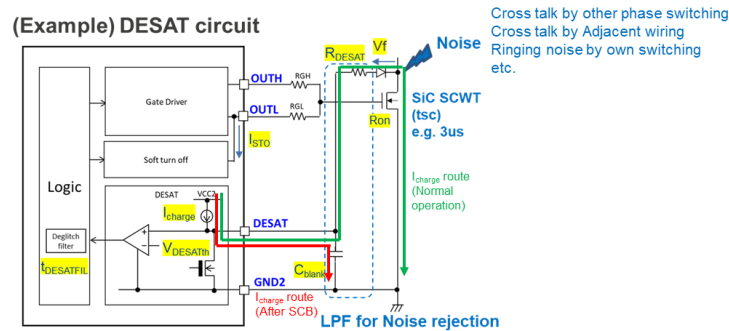 (Example) DESAT circuit
Cross talk by other phase switching
Cross talk by Adjacent wiring
Ringing noise by own switching
etc.
Noise
RDESAT
Vf
OUTH
RGH
Gate Driver
OUTL
RGL
SiC SCWT
(tsc)
e.g. 3us
Ron
ISTO
Soft turn off
Logic
Icharge route
(Normal
operation)
DESAT
VCC2
Icharge
DESAT
Deglitch
filter
VDESATth
tDESATFIL
Cblank
GND2
Icharge route
(After SCB)
LPF for Noise rejection